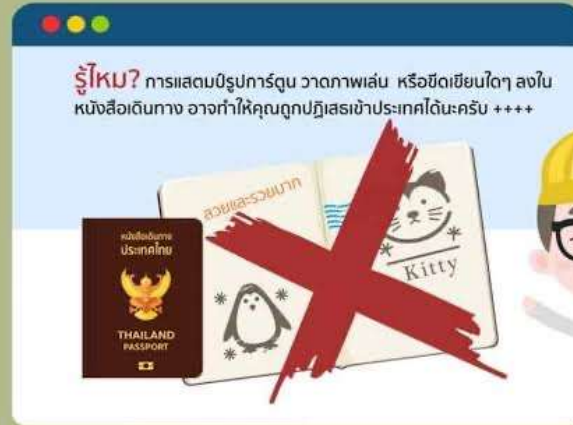 รู้ไหม? การแสตมป์รูปการ์ตูน วาดภาพเล่น หรือขีดเขียนใดๆ ลงใน
หนังสือเดินทาง อาจทำให้คุณถูกปฏิเสธเข้าประเทศได้นะครับ ++++
สวยและรวยมาก
Kitty
หนังสือเดินทาง
ประเทศไทย
THAILAND
PASSPORT